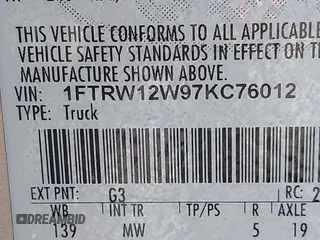 THIS VEHICLE CONFORMS TO ALL APPLICABLE
VEHICLE SAFETY STANDARDS IN EFFECT ON
MANUFACTURE SHOWN ABOVE.
VIN: 1FTRW12W97KC76012
TYPE: Truck
EXT PNT: G3 RC: 2
WB INT TR TP/PS R AXLE
139 MW 5 19
DREAMBID